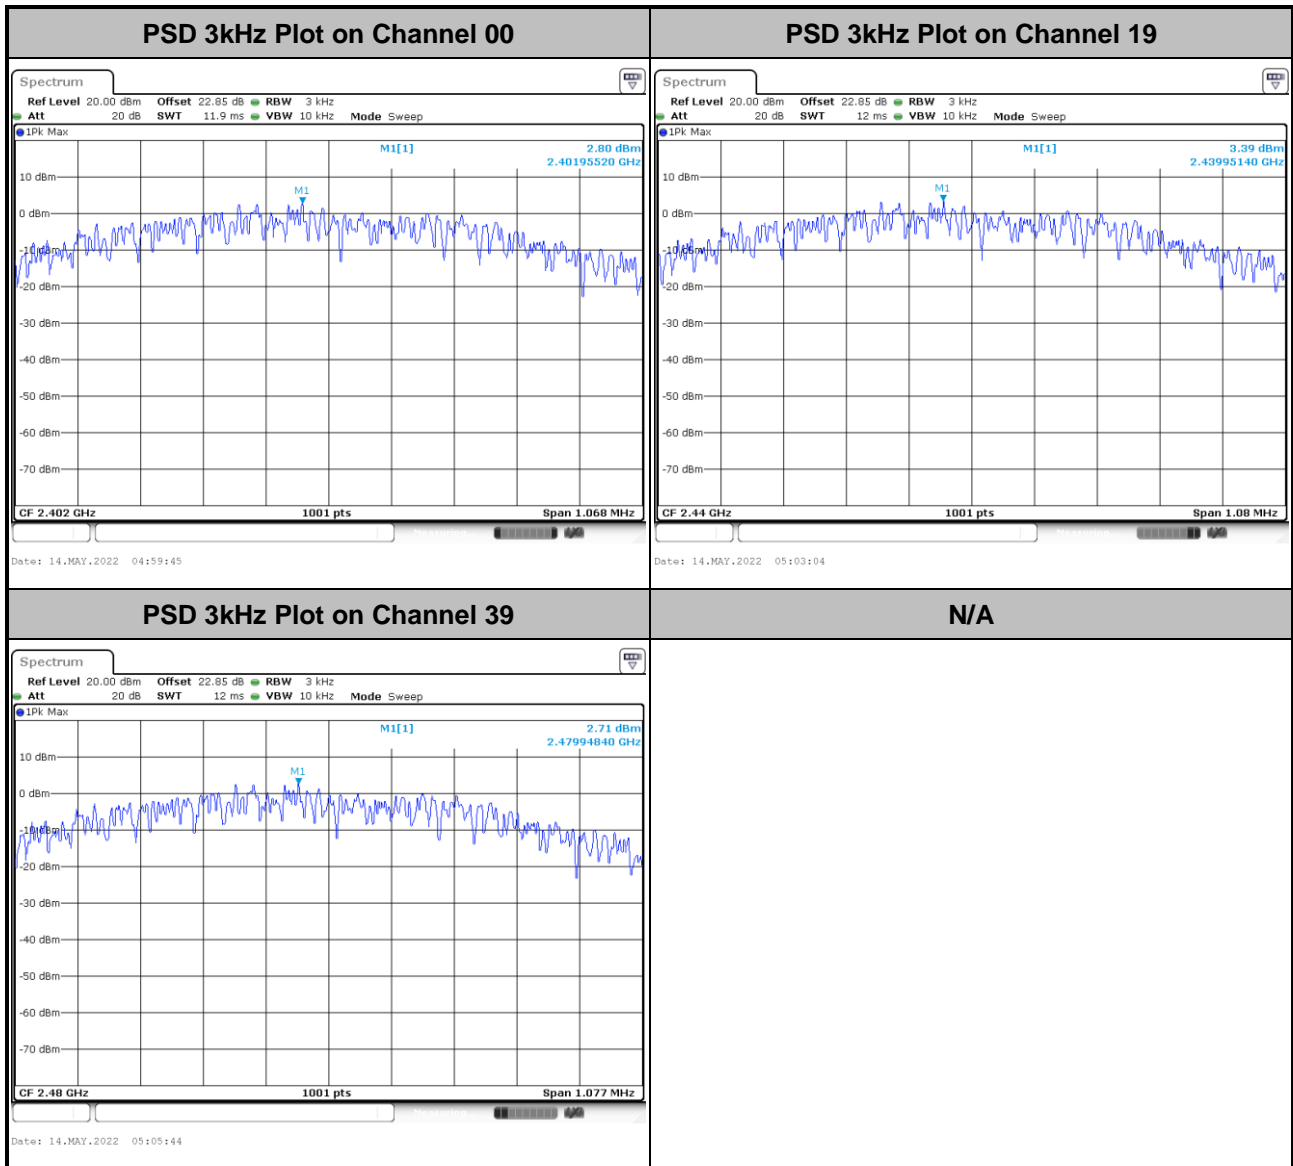 PSD 3kHz Plot on Channel 00
Spectrum
Ref Level 20.00 dBm Offset 22.85 dB RBW 3 kHz
Att 20 dB SWT 11.9 ms VBW 10 kHz Mode Sweep
1Pk Max
M1[1] 2.80 dBm
2.40195520 GHz
10 dBm
M1
0 dBm
-10 dBm
-20 dBm
-30 dBm
-40 dBm
-50 dBm
-60 dBm
-70 dBm
CF 2.402 GHz 1001 pts Span 1.068 MHz
Measuring...
Date: 14.MAY.2022 04:59:45
PSD 3kHz Plot on Channel 19
Spectrum
Ref Level 20.00 dBm Offset 22.85 dB RBW 3 kHz
Att 20 dB SWT 12 ms VBW 10 kHz Mode Sweep
1Pk Max
M1[1] 3.39 dBm
2.43995140 GHz
10 dBm
M1
0 dBm
-10 dBm
-20 dBm
-30 dBm
-40 dBm
-50 dBm
-60 dBm
-70 dBm
CF 2.44 GHz 1001 pts Span 1.08 MHz
Measuring...
Date: 14.MAY.2022 05:03:04
PSD 3kHz Plot on Channel 39
Spectrum
Ref Level 20.00 dBm Offset 22.85 dB RBW 3 kHz
Att 20 dB SWT 12 ms VBW 10 kHz Mode Sweep
1Pk Max
M1[1] 2.71 dBm
2.47994840 GHz
10 dBm
M1
0 dBm
-10 dBm
-20 dBm
-30 dBm
-40 dBm
-50 dBm
-60 dBm
-70 dBm
CF 2.48 GHz 1001 pts Span 1.077 MHz
Measuring...
Date: 14.MAY.2022 05:05:44
N/A